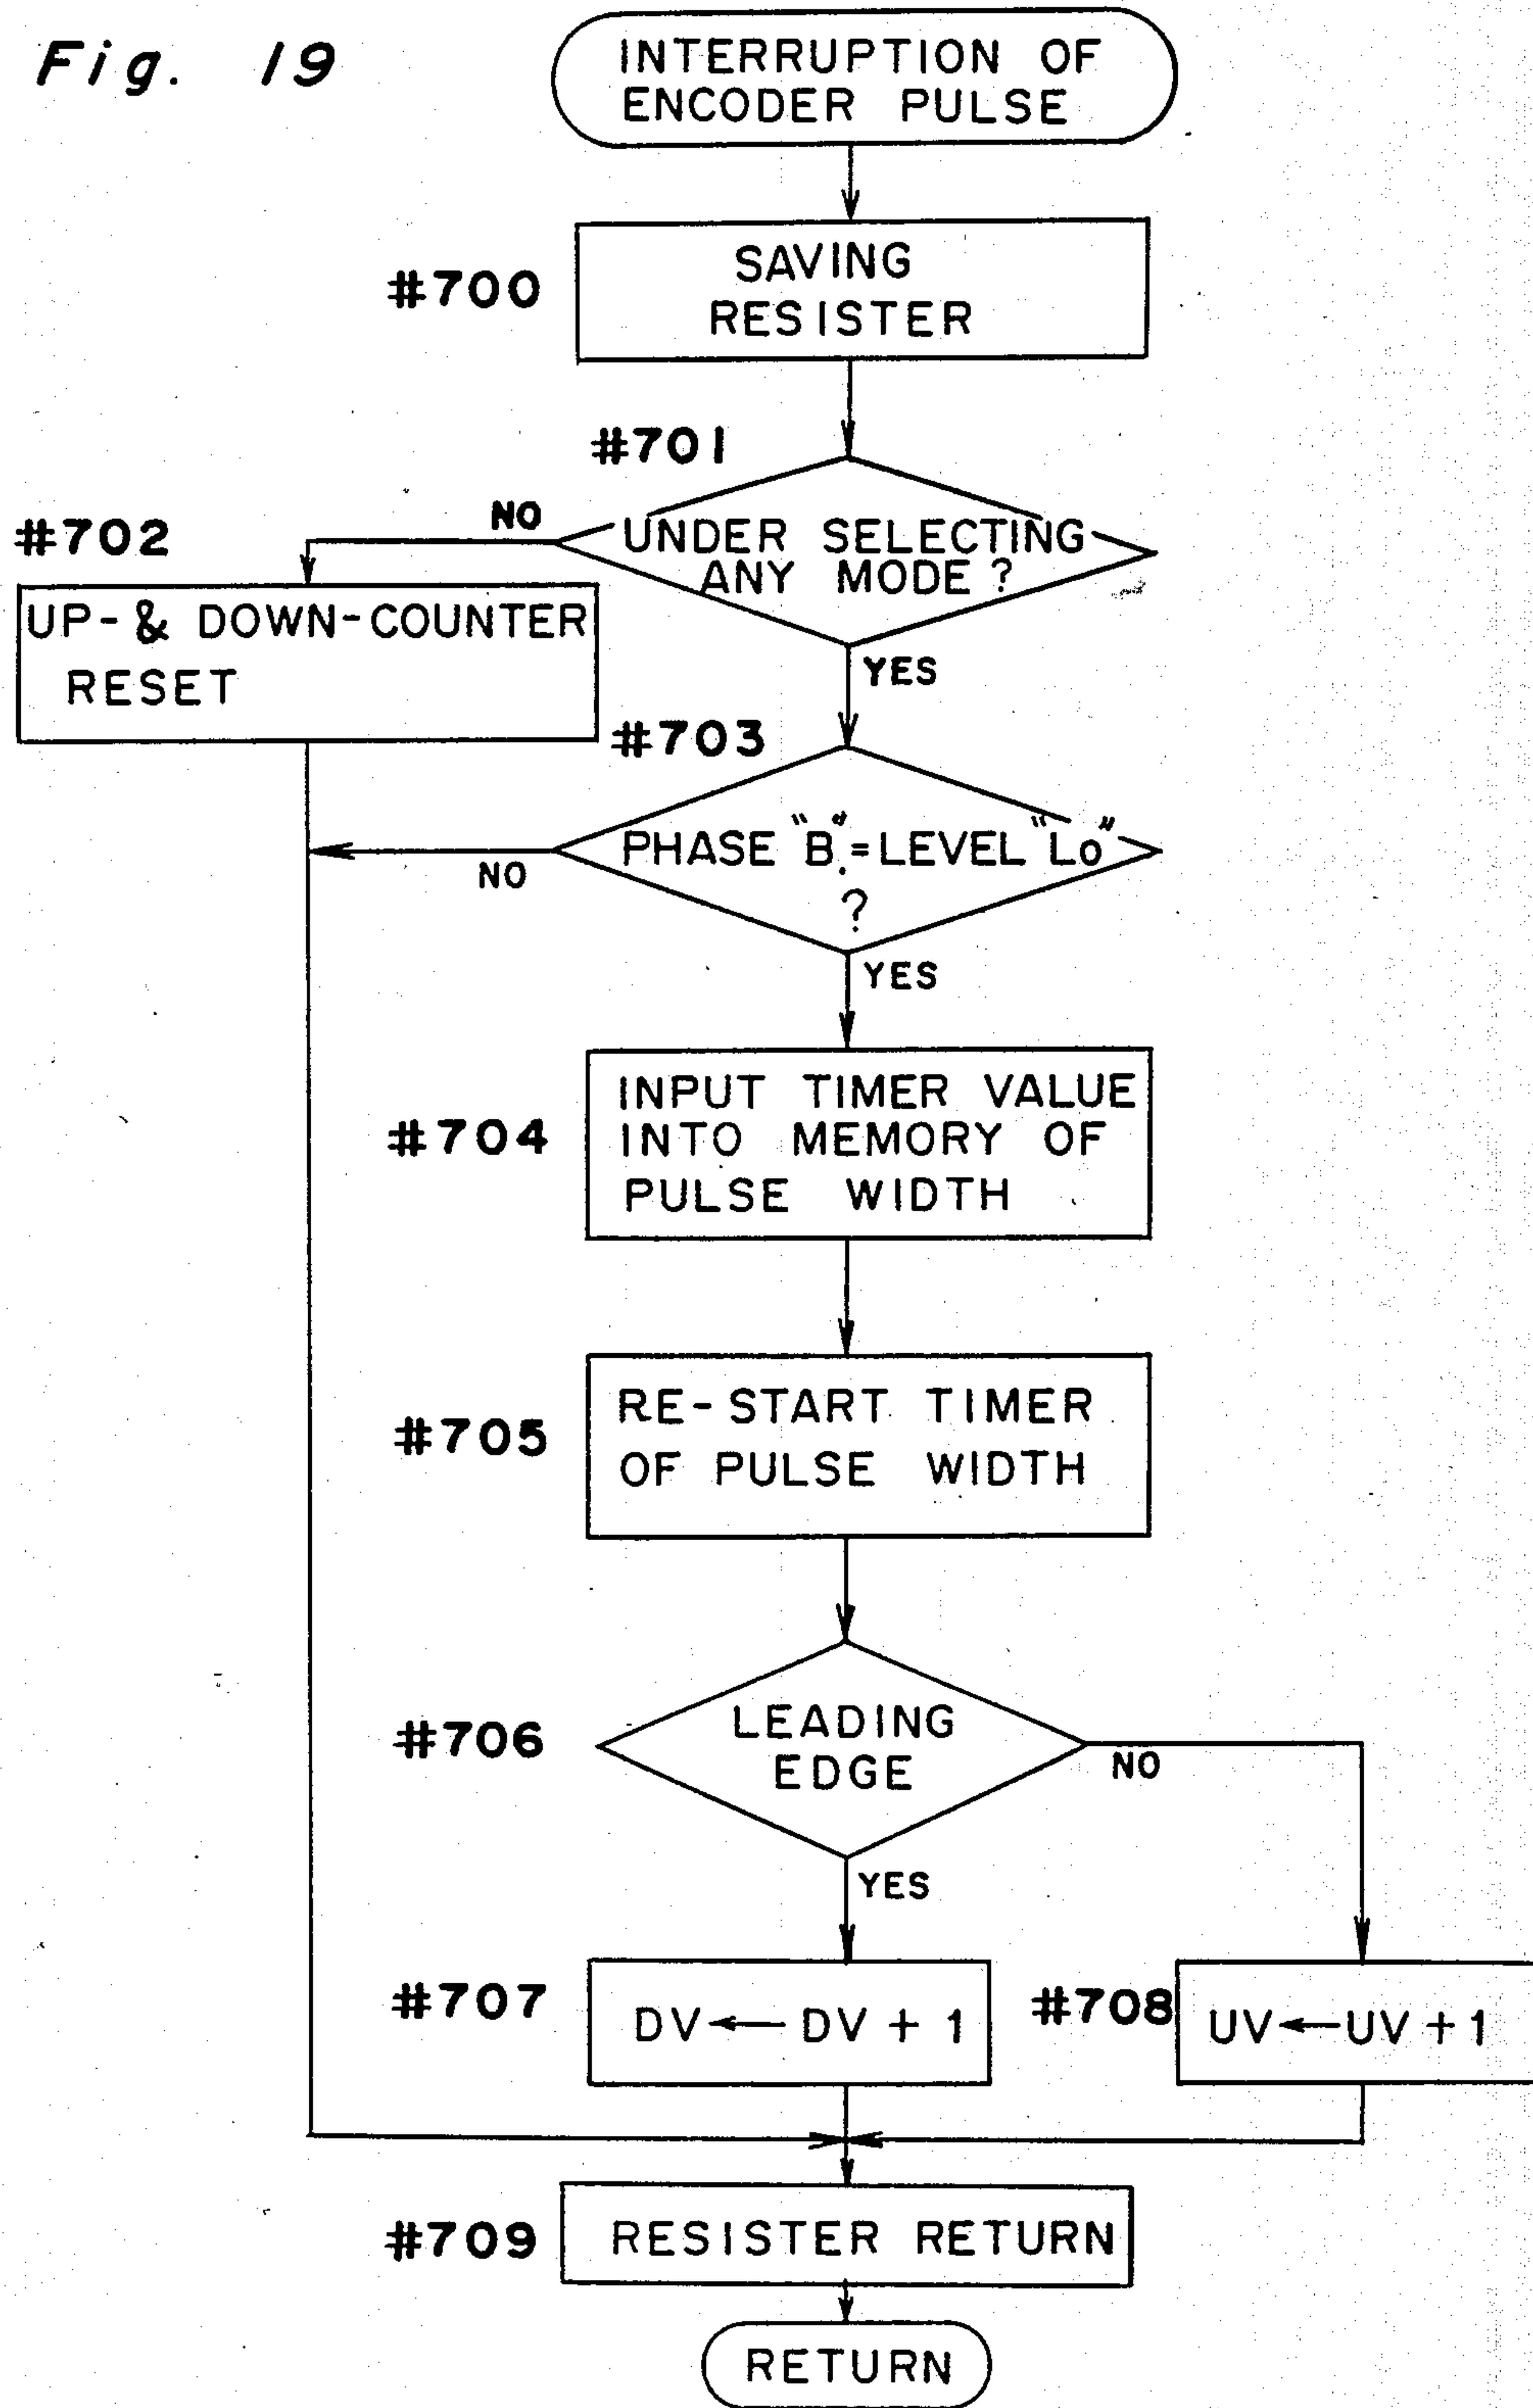 Fig. 19
INTERRUPTION OF
ENCODER PULSE
#700
SAVING
RESISTER
#701
UNDER SELECTING
ANY MODE ?
NO
YES
#702
UP- & DOWN-COUNTER
RESET
#703
PHASE "B" = LEVEL "Lo"
?
NO
YES
#704
INPUT TIMER VALUE
INTO MEMORY OF
PULSE WIDTH
#705
RE-START TIMER
OF PULSE WIDTH
#706
LEADING
EDGE
NO
YES
#707
DV ← DV + 1
#708
UV ← UV + 1
#709
RESISTER RETURN
RETURN